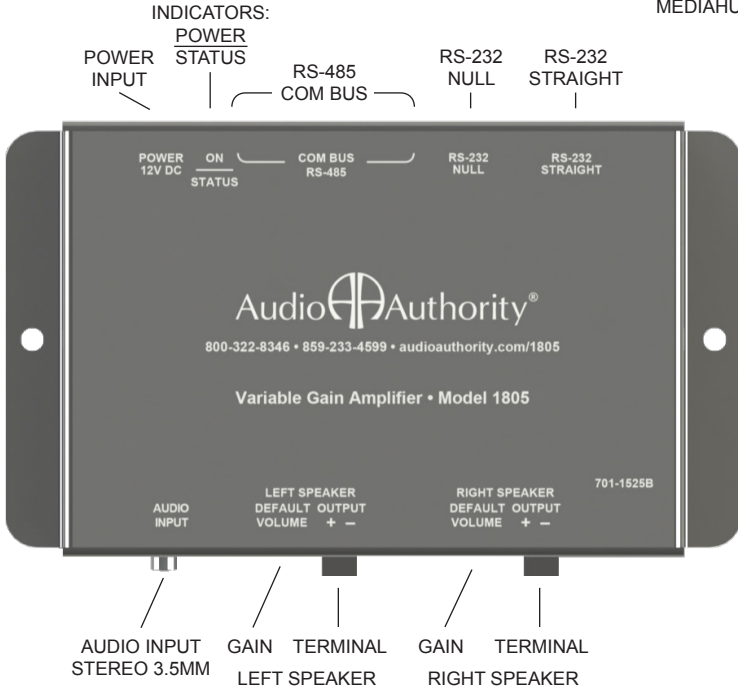 MEDIAHU
INDICATORS:
POWER
STATUS
POWER
INPUT
RS-485
COM BUS
RS-232
NULL
RS-232
STRAIGHT
POWER
12V DC
ON
STATUS
COM BUS
RS-485
RS-232
NULL
RS-232
STRAIGHT
Audio Authority®
800-322-8346 • 859-233-4599 • audioauthority.com/1805
Variable Gain Amplifier • Model 1805
701-1525B
AUDIO
INPUT
LEFT SPEAKER
DEFAULT OUTPUT
VOLUME + −
RIGHT SPEAKER
DEFAULT OUTPUT
VOLUME + −
AUDIO INPUT
STEREO 3.5MM
GAIN TERMINAL
LEFT SPEAKER
GAIN TERMINAL
RIGHT SPEAKER